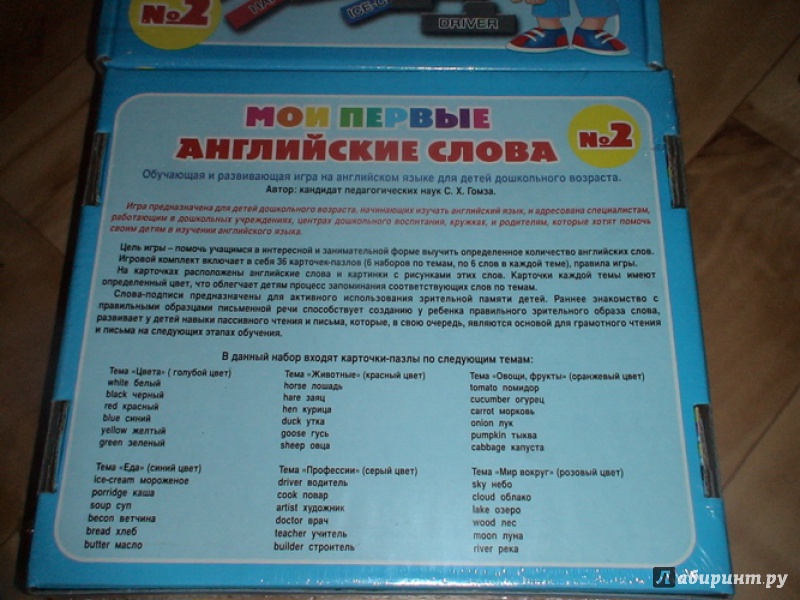 №2
ICE-C
DRIVER
МОИ ПЕРВЫЕ
АНГЛИЙСКИЕ СЛОВА
№2
Обучающая и развивающая игра на английском языке для детей дошкольного возраста.
Автор: кандидат педагогических наук С. Х. Гомза.
Игра предназначена для детей дошкольного возраста, начинающих изучать английский язык, и адресована специалистам,
работающим в дошкольных учреждениях, центрах дошкольного воспитания, кружках, и родителям, которые хотят помочь
своим детям в изучении английского языка.
Цель игры – помочь учащимся в интересной и занимательной форме выучить определенное количество английских слов.
Игровой комплект включает в себя 36 карточек-пазлов (6 наборов по темам, по 6 слов в каждой теме), правила игры.
На карточках расположены английские слова и картинки с рисунками этих слов. Карточки каждой темы имеют
определенный цвет, что облегчает детям процесс запоминания соответствующих слов по темам.
Слова-подписи предназначены для активного использования зрительной памяти детей. Раннее знакомство с
правильными образцами письменной речи способствует созданию у ребенка правильного зрительного образа слова,
развивает у детей навыки пассивного чтения и письма, которые, в свою очередь, являются основой для грамотного чтения
и письма на следующих этапах обучения.
В данный набор входят карточки-пазлы по следующим темам:
Тема «Цвета» ( голубой цвет)
white белый
black черный
red красный
blue синий
yellow желтый
green зеленый
Тема «Животные» (красный цвет)
horse лошадь
hare заяц
hen курица
duck утка
goose гусь
sheep овца
Тема «Овощи, фрукты» (оранжевый цвет)
tomato помидор
cucumber огурец
carrot морковь
onion лук
pumpkin тыква
cabbage капуста
Тема «Еда» (синий цвет)
ice-cream мороженое
porridge каша
soup суп
becon ветчина
bread хлеб
butter масло
Тема «Профессии» (серый цвет)
driver водитель
cook повар
artist художник
doctor врач
teacher учитель
builder строитель
Тема «Мир вокруг» (розовый цвет)
sky небо
cloud облако
lake озеро
wood лес
moon луна
river река
Лабиринт.ру